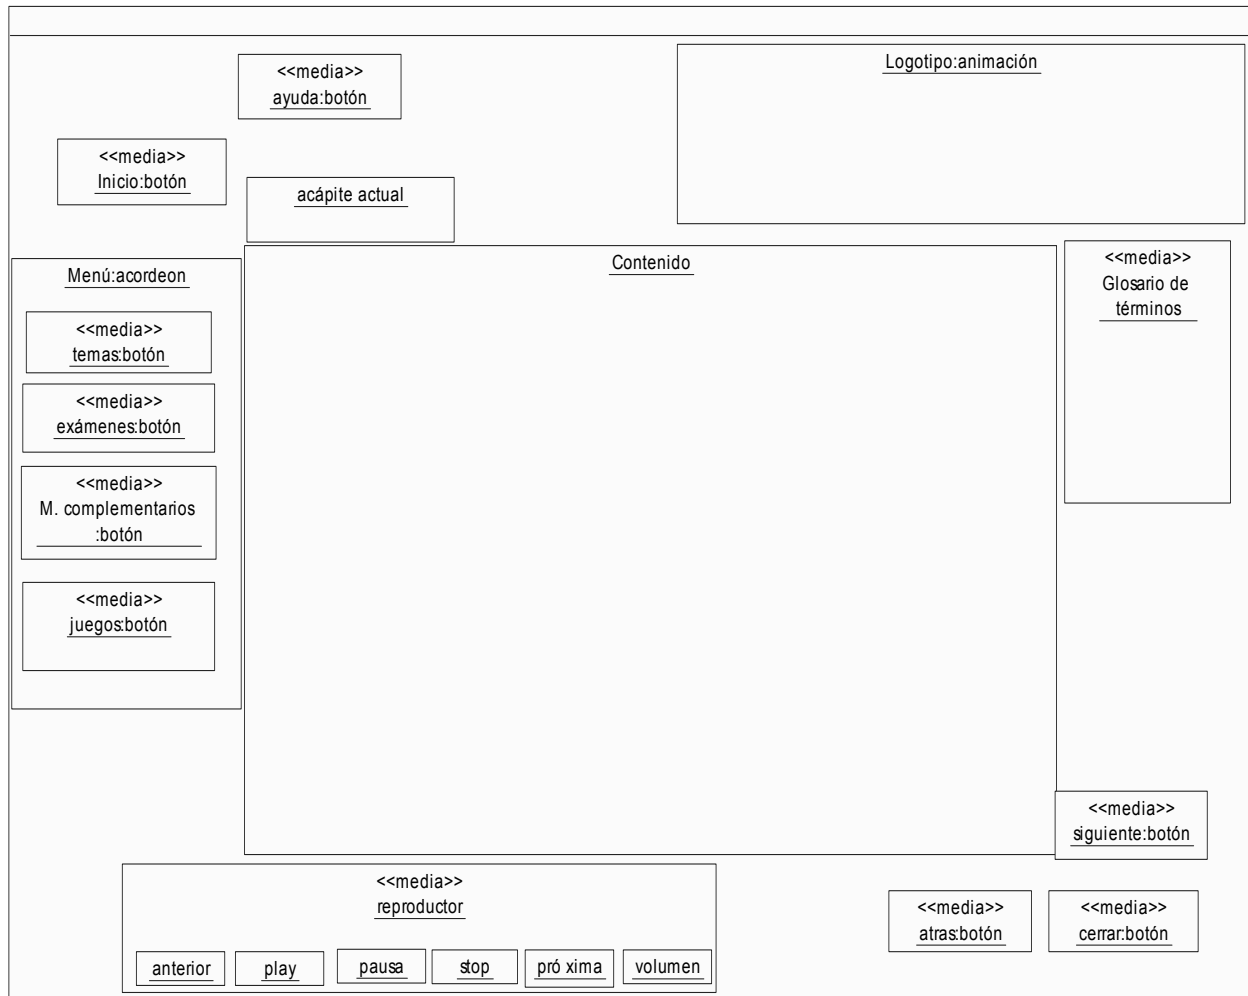 <<media>>
ayuda:botón
Logotipo:animación
<<media>>
Inicio:botón
acápite actual
Menú:acordeon
<<media>>
temas:botón
<<media>>
exámenes:botón
<<media>>
M. complementarios
:botón
<<media>>
juegos:botón
Contenido
<<media>>
Glosario de
términos
<<media>>
siguiente:botón
<<media>>
reproductor
anterior
play
pausa
stop
pró xima
volumen
<<media>>
atras:botón
<<media>>
cerrar:botón